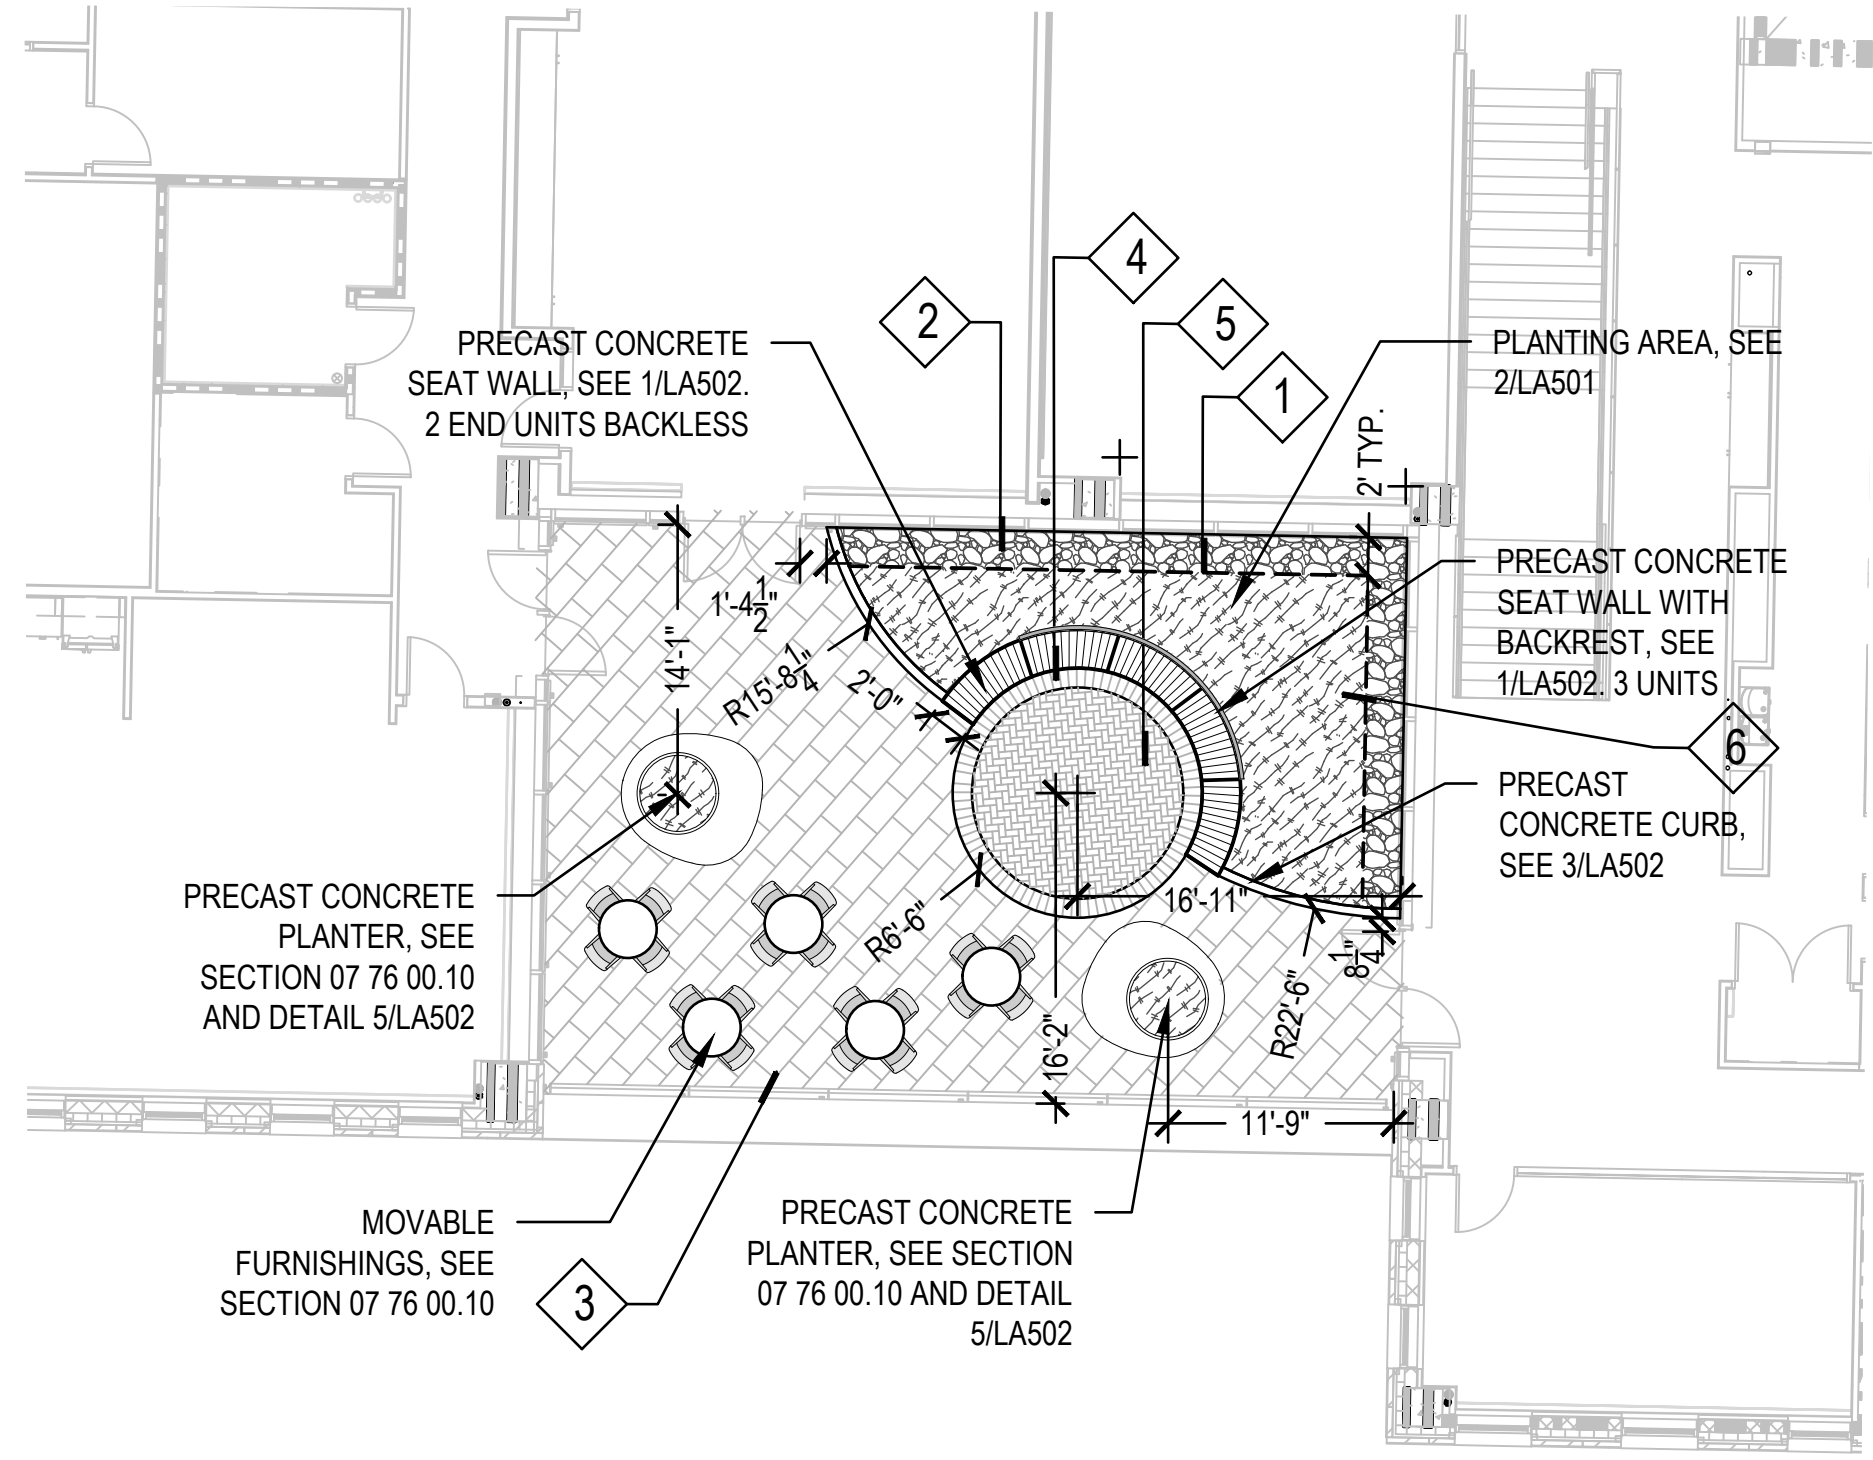 4
2
5
1
PRECAST CONCRETE
SEAT WALL, SEE 1/LA502.
2 END UNITS BACKLESS
PLANTING AREA, SEE
2/LA501
2' TYP.
PRECAST CONCRETE
SEAT WALL WITH
BACKREST, SEE
1/LA502. 3 UNITS
1'-4 1/2"
14'-1"
R15'-8 1/4"
2'-0"
6
PRECAST
CONCRETE CURB,
SEE 3/LA502
PRECAST CONCRETE
PLANTER, SEE
SECTION 07 76 00.10
AND DETAIL 5/LA502
16'-11"
R6'-6"
8 1/4"
R22'-6"
16'-2"
11'-9"
MOVABLE
FURNISHINGS, SEE
SECTION 07 76 00.10
3
PRECAST CONCRETE
PLANTER, SEE SECTION
07 76 00.10 AND DETAIL
5/LA502